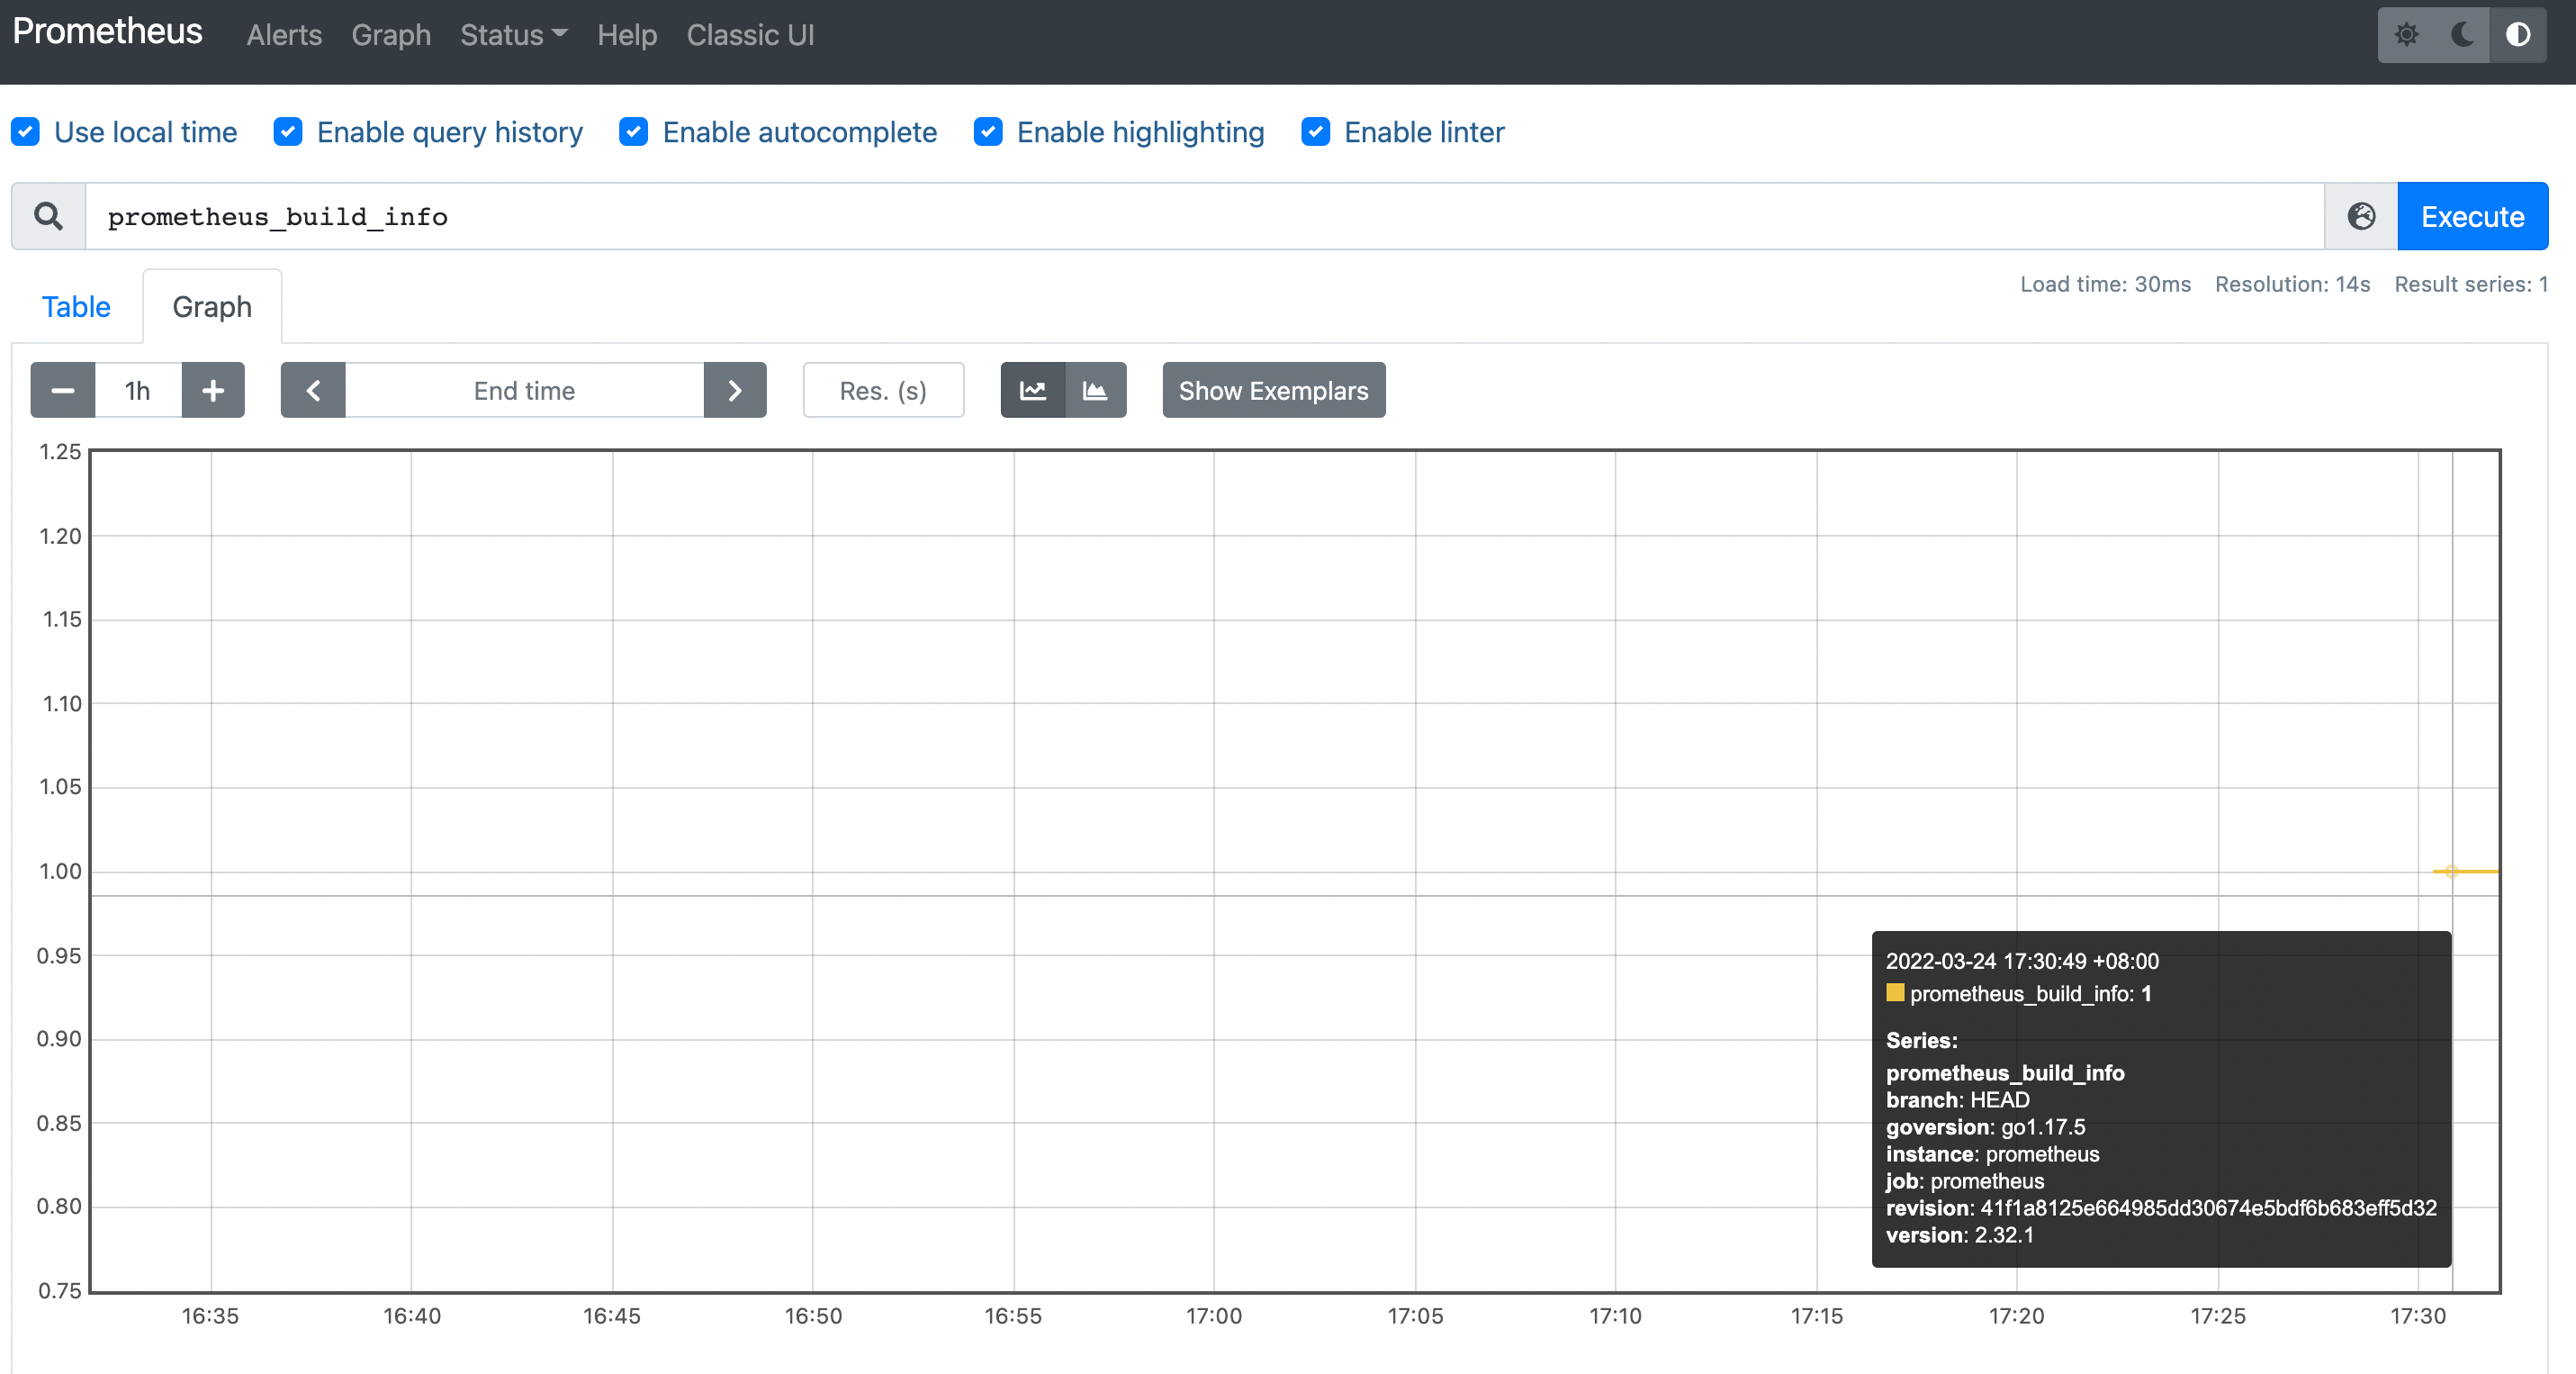 Prometheus Alerts Graph Status Help Classic UI
Use local time Enable query history Enable autocomplete Enable highlighting Enable linter
prometheus_build_info Execute
Load time: 30ms Resolution: 14s Result series: 1
Table Graph
1h End time Res. (s) Show Exemplars
1.25
1.20
1.15
1.10
1.05
1.00
0.95
0.90
0.85
0.80
0.75
2022-03-24 17:30:49 +08:00
prometheus_build_info: 1
Series:
prometheus_build_info
branch: HEAD
goversion: go1.17.5
instance: prometheus
job: prometheus
revision: 41f1a8125e664985dd30674e5bdf6b683eff5d32
version: 2.32.1
16:35 16:40 16:45 16:50 16:55 17:00 17:05 17:10 17:15 17:20 17:25 17:30